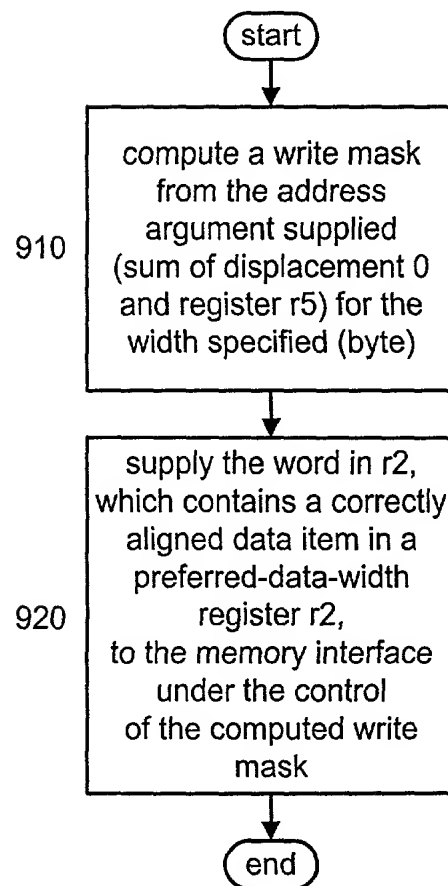 start
910
compute a write mask
from the address
argument supplied
(sum of displacement 0
and register r5) for the
width specified (byte)
920
supply the word in r2,
which contains a correctly
aligned data item in a
preferred-data-width
register r2,
to the memory interface
under the control
of the computed write
mask
end